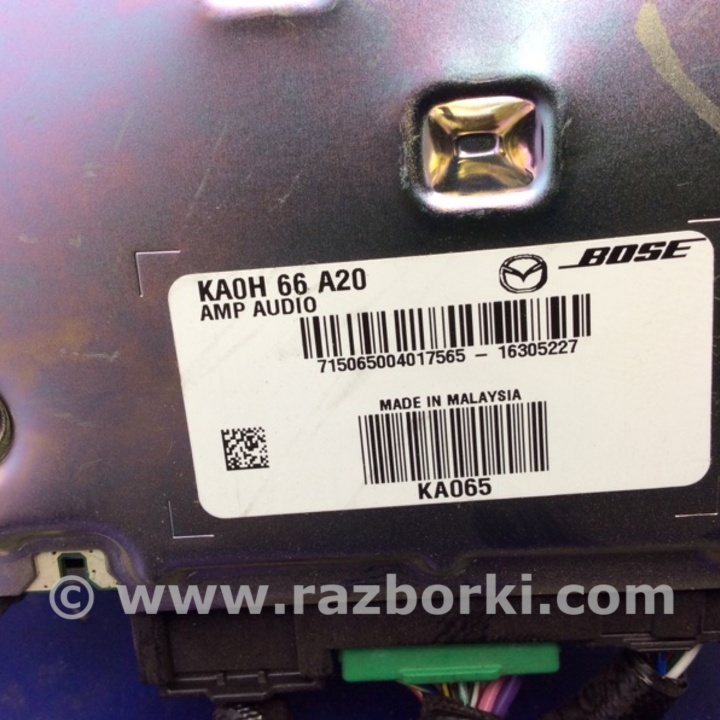 KA0H 66 A20
AMP AUDIO
BOSE
715065004017565 - 16305227
MADE IN MALAYSIA
KA065
© www.razborki.com